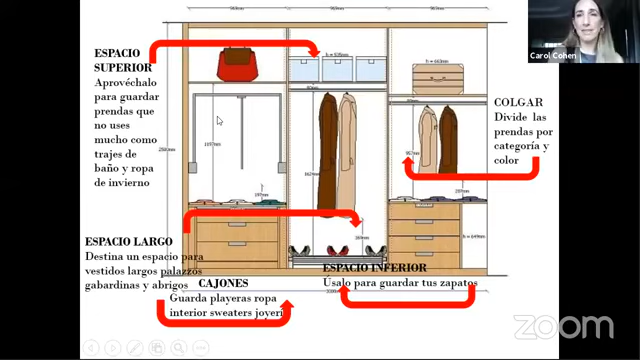 ESPACIO
SUPERIOR
Aprovéchalo
para guardar
prendas que
no uses
mucho como
trajes de
baño y ropa
de invierno
Carol Cohen
COLGAR
Divide las
prendas por
categoría y
color
ESPACIO LARGO
Destina un espacio para
vestidos largos palazzos
gabardinas y abrigos
CAJONES
Guarda playeras ropa
interior sweaters joyerí
ESPACIO INFERIOR
Úsalo para guardar tus zapatos
zoom